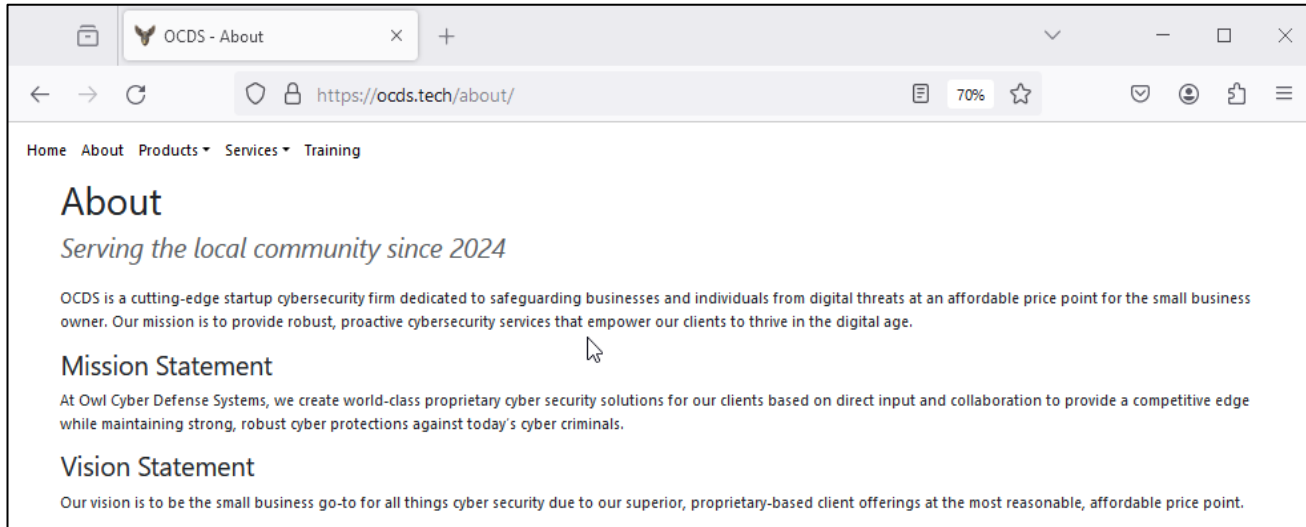 OCDS - About
https://ocds.tech/about/
70%
Home About Products Services Training
About
Serving the local community since 2024
OCDS is a cutting-edge startup cybersecurity firm dedicated to safeguarding businesses and individuals from digital threats at an affordable price point for the small business
owner. Our mission is to provide robust, proactive cybersecurity services that empower our clients to thrive in the digital age.
Mission Statement
At Owl Cyber Defense Systems, we create world-class proprietary cyber security solutions for our clients based on direct input and collaboration to provide a competitive edge
while maintaining strong, robust cyber protections against today's cyber criminals.
Vision Statement
Our vision is to be the small business go-to for all things cyber security due to our superior, proprietary-based client offerings at the most reasonable, affordable price point.